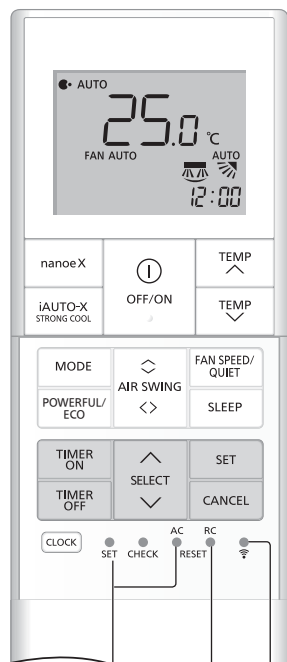 AUTO
25.0 °C
FAN AUTO
AUTO
12:00
nanoe X
OFF/ON
TEMP
iAUTO-X
STRONG COOL
TEMP
MODE
AIR SWING
FAN SPEED/
QUIET
POWERFUL/
ECO
SLEEP
TIMER
ON
SELECT
SET
TIMER
OFF
CANCEL
CLOCK
SET
CHECK
AC
RC
RESET